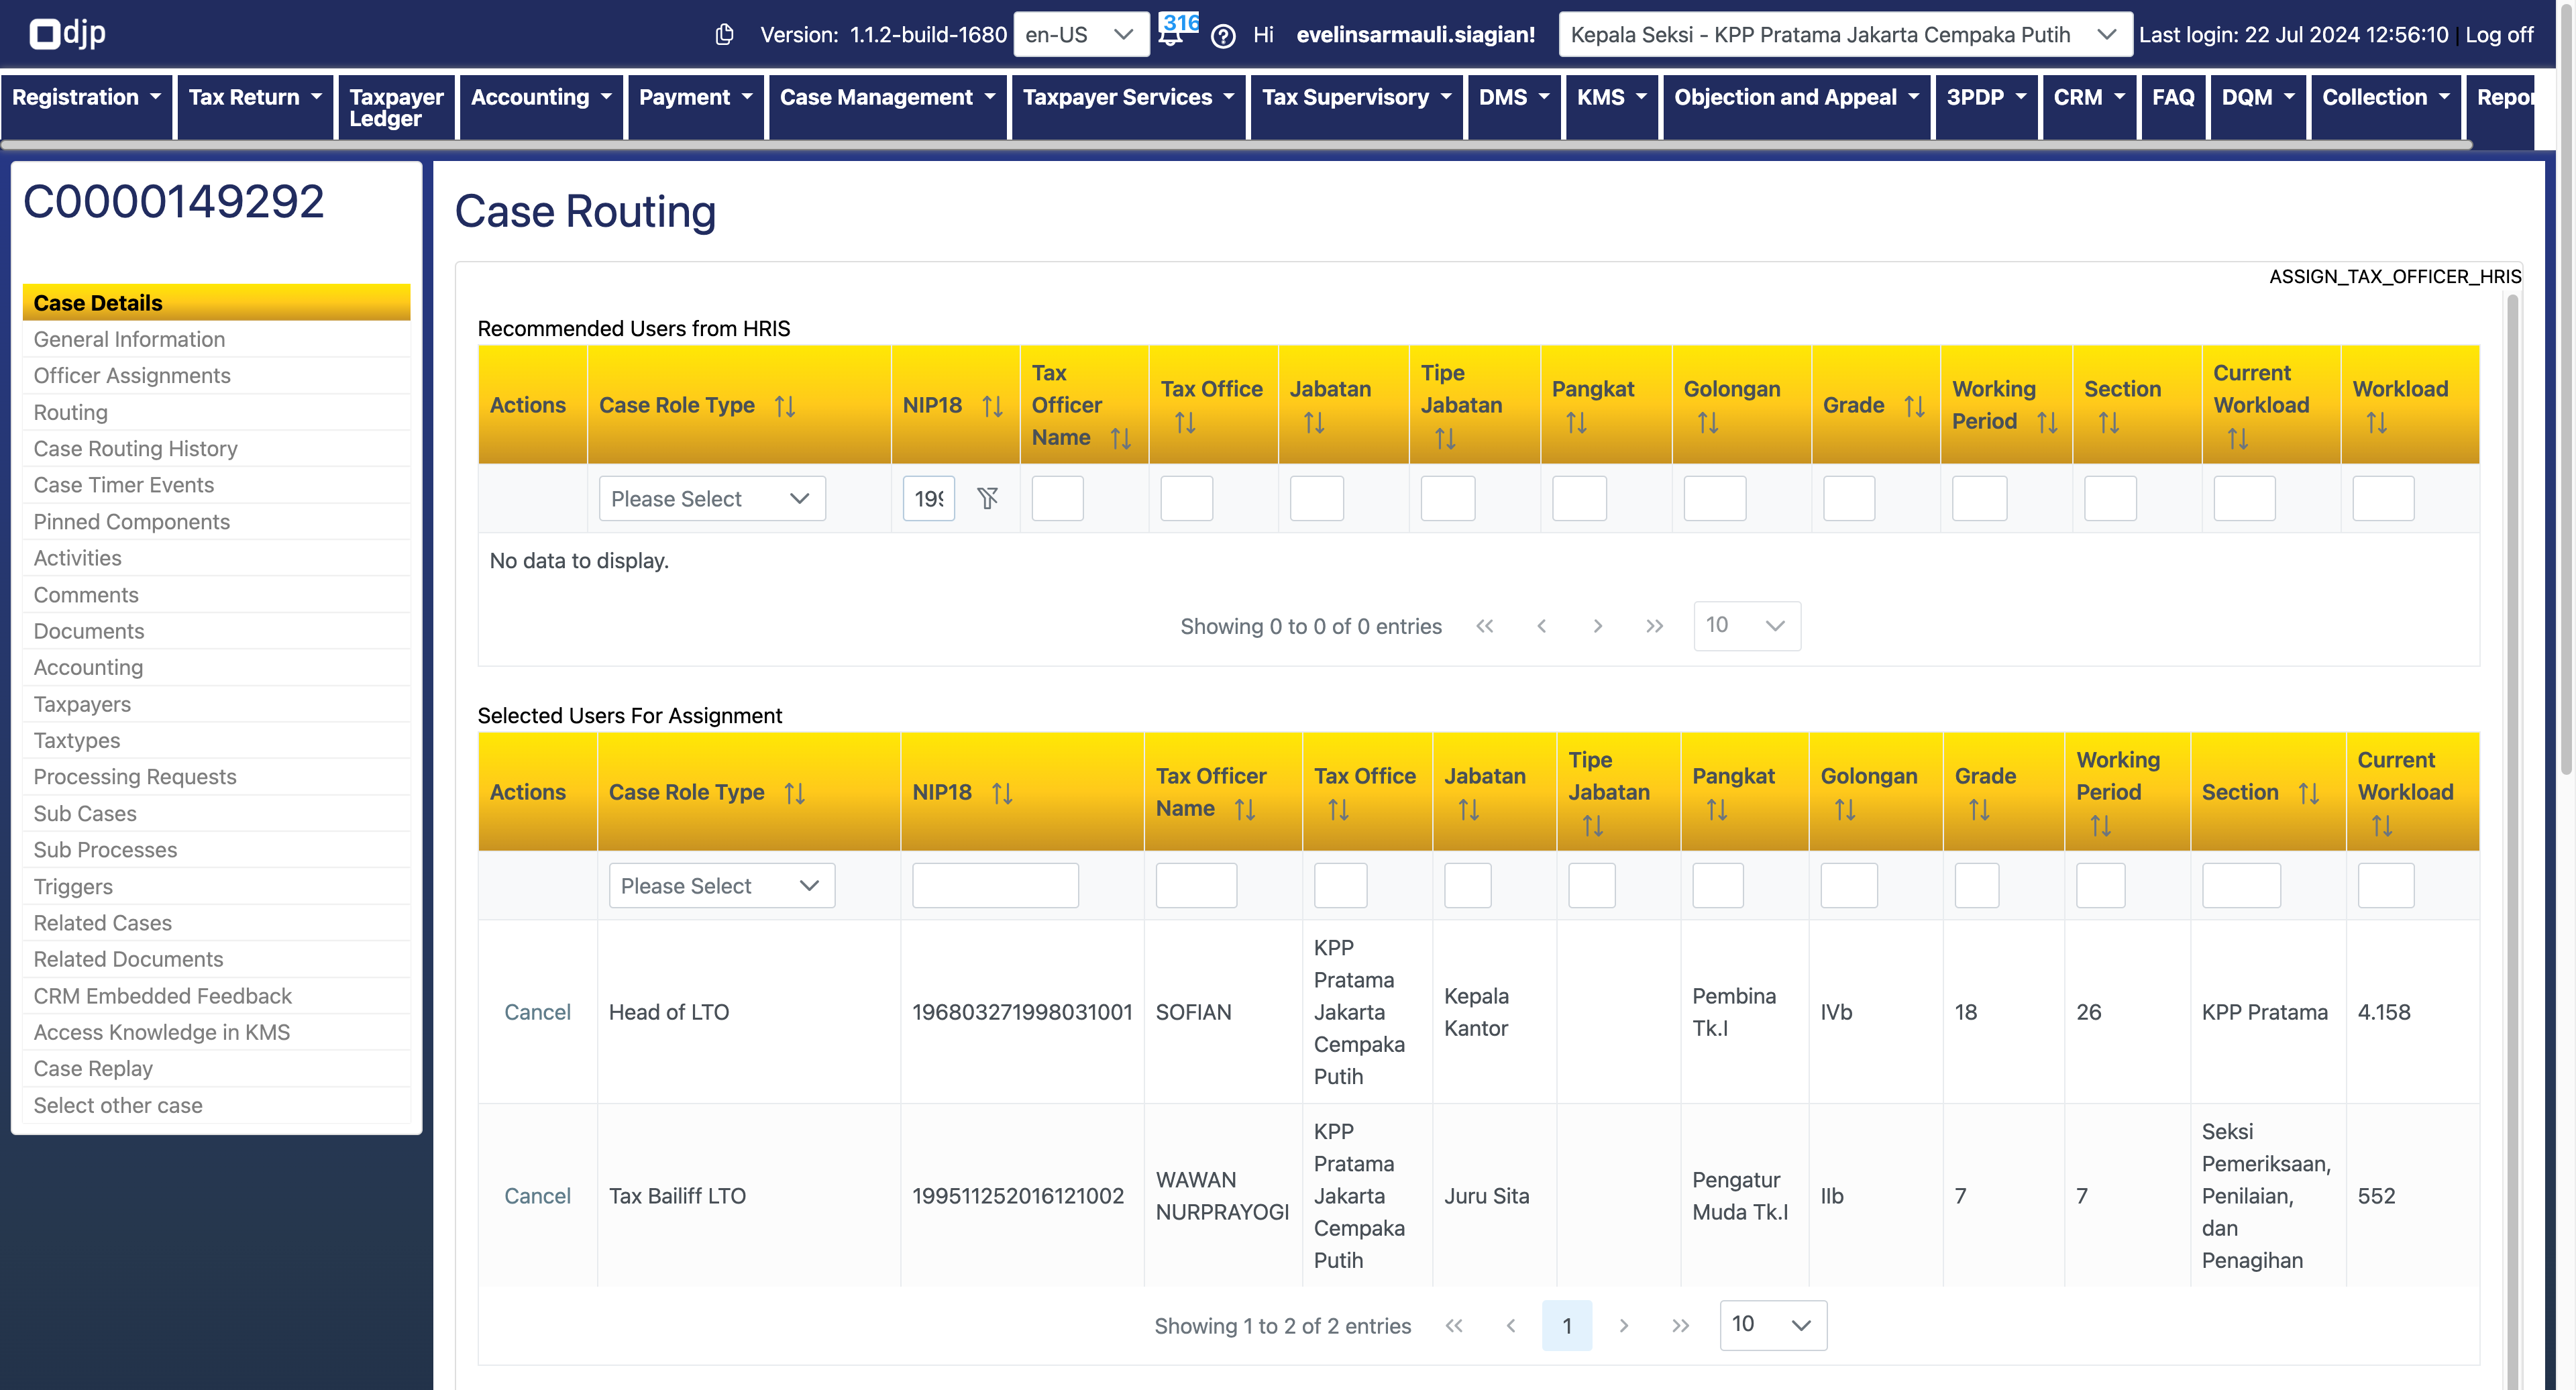 djp
Version: 1.1.2-build-1680
en-US
316
Hi evelinsarmauli.siagian!
Kepala Seksi - KPP Pratama Jakarta Cempaka Putih
Last login: 22 Jul 2024 12:56:10 | Log off
Registration
Tax Return
Taxpayer
Ledger
Accounting
Payment
Case Management
Taxpayer Services
Tax Supervisory
DMS
KMS
Objection and Appeal
3PDP
CRM
FAQ
DQM
Collection
C0000149292
Case Details
General Information
Officer Assignments
Routing
Case Routing History
Case Timer Events
Pinned Components
Activities
Comments
Documents
Accounting
Taxpayers
Taxtypes
Processing Requests
Sub Cases
Sub Processes
Triggers
Related Cases
Related Documents
CRM Embedded Feedback
Access Knowledge in KMS
Case Replay
Select other case
Case Routing
ASSIGN_TAX_OFFICER_HRIS
Recommended Users from HRIS
Actions
Case Role Type
NIP18
Tax
Officer
Name
Tax Office
Jabatan
Tipe
Jabatan
Pangkat
Golongan
Grade
Working
Period
Section
Current
Workload
Workload
Please Select
No data to display.
Showing 0 to 0 of 0 entries
10
Selected Users For Assignment
Actions
Case Role Type
NIP18
Tax Officer
Name
Tax Office
Jabatan
Tipe
Jabatan
Pangkat
Golongan
Grade
Working
Period
Section
Current
Workload
Please Select
Cancel
Head of LTO
196803271998031001
SOFIAN
KPP
Pratama
Jakarta
Cempaka
Putih
Kepala
Kantor
Pembina
Tk.I
IVb
18
26
KPP Pratama
4.158
Cancel
Tax Bailiff LTO
199511252016121002
WAWAN
NURPRAYOGI
KPP
Pratama
Jakarta
Cempaka
Putih
Juru Sita
Pengatur
Muda Tk.I
IIb
7
7
Seksi
Pemeriksaan,
Penilaian,
dan
Penagihan
552
Showing 1 to 2 of 2 entries
1
10